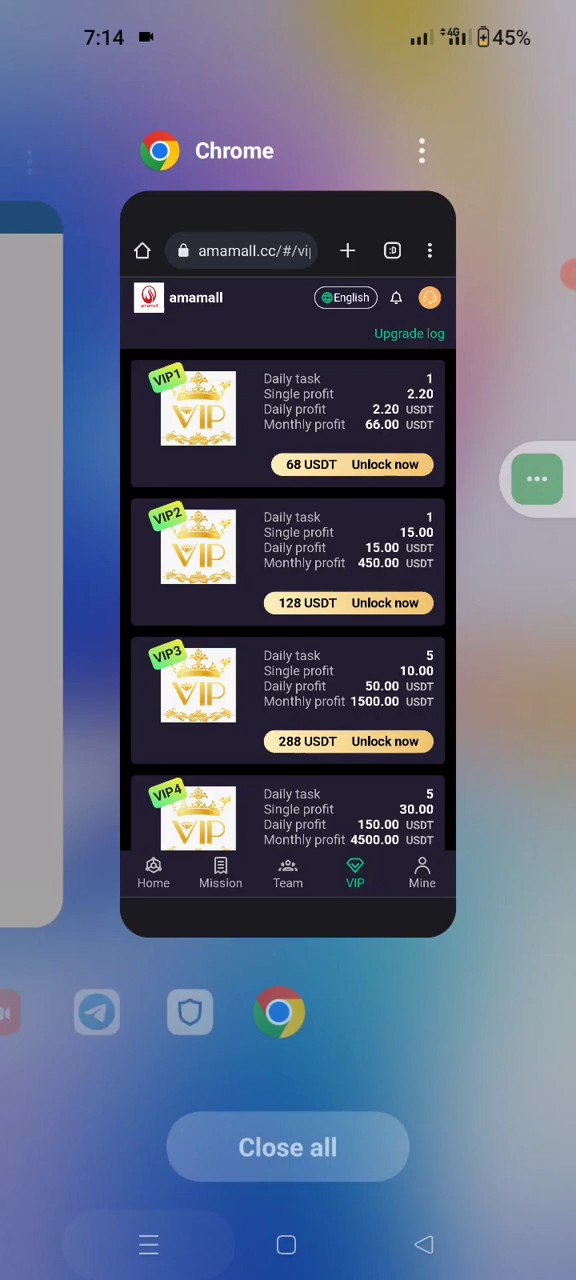 7:14
4G
45%
Chrome
amamall.cc/#/vi
:D
amamall
English
Upgrade log
VIP1
VIP
Daily task 1
Single profit 2.20
Daily profit 2.20 USDT
Monthly profit 66.00 USDT
68 USDT Unlock now
VIP2
VIP
Daily task 1
Single profit 15.00
Daily profit 15.00 USDT
Monthly profit 450.00 USDT
128 USDT Unlock now
VIP3
VIP
Daily task 5
Single profit 10.00
Daily profit 50.00 USDT
Monthly profit 1500.00 USDT
288 USDT Unlock now
VIP4
VIP
Daily task 5
Single profit 30.00
Daily profit 150.00 USDT
Monthly profit 4500.00 USDT
Home Mission Team VIP Mine
Close all